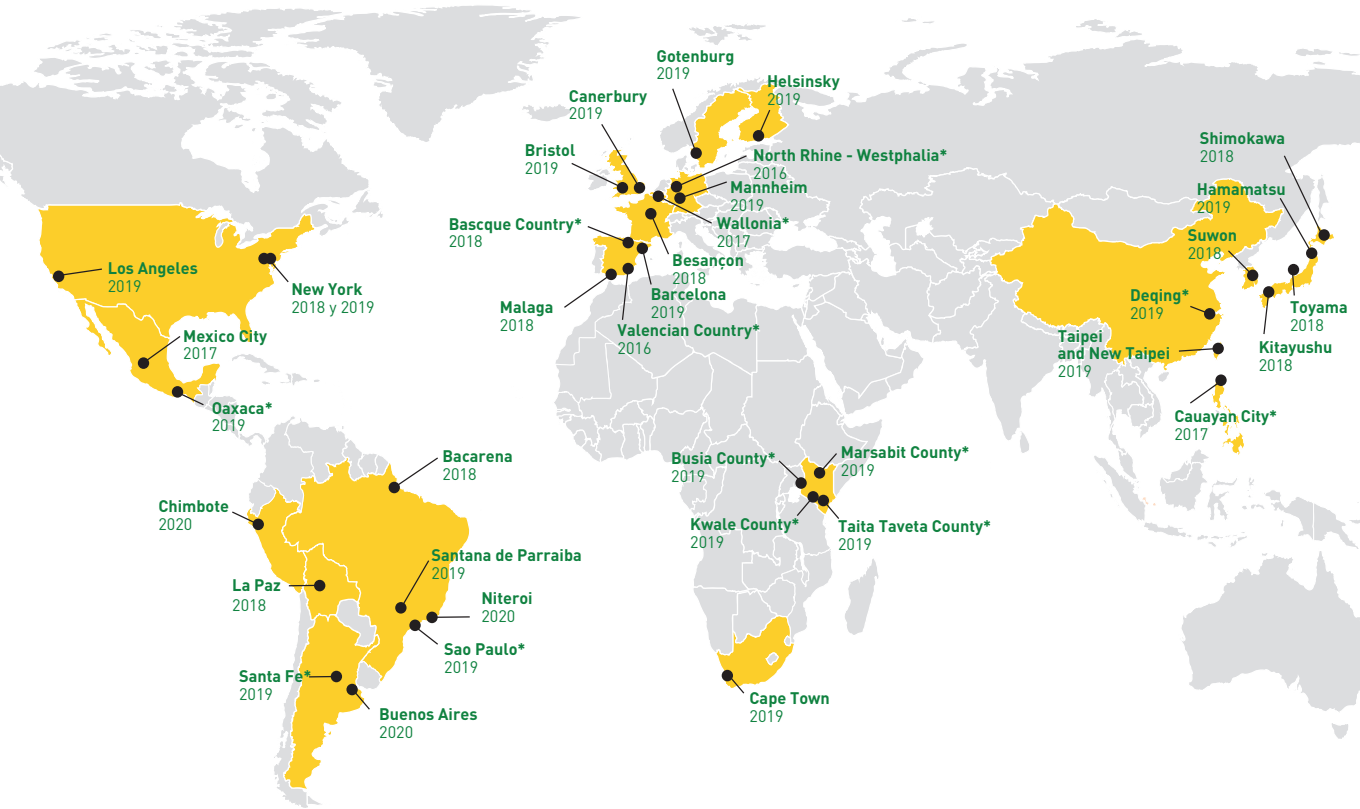 Gotenburg
2019
Helsinsky
2019
Canerbury
2019
Bristol
2019
North Rhine - Westphalia*
2016
Mannheim
2019
Wallonia*
2017
Bascque Country*
2018
Besançon
2018
Barcelona
2019
Malaga
2018
Valencian Country*
2016
Los Angeles
2019
New York
2018 y 2019
Mexico City
2017
Oaxaca*
2019
Bacarena
2018
Chimbote
2020
Santana de Parraiba
2019
La Paz
2018
Niteroi
2020
Sao Paulo*
2019
Santa Fe*
2019
Buenos Aires
2020
Busia County*
2019
Marsabit County*
2019
Kwale County*
2019
Taita Taveta County*
2019
Cape Town
2019
Shimokawa
2018
Hamamatsu
2019
Suwon
2018
Deqing*
2019
Toyama
2018
Taipei
and New Taipei
2019
Kitayushu
2018
Cauayan City*
2017